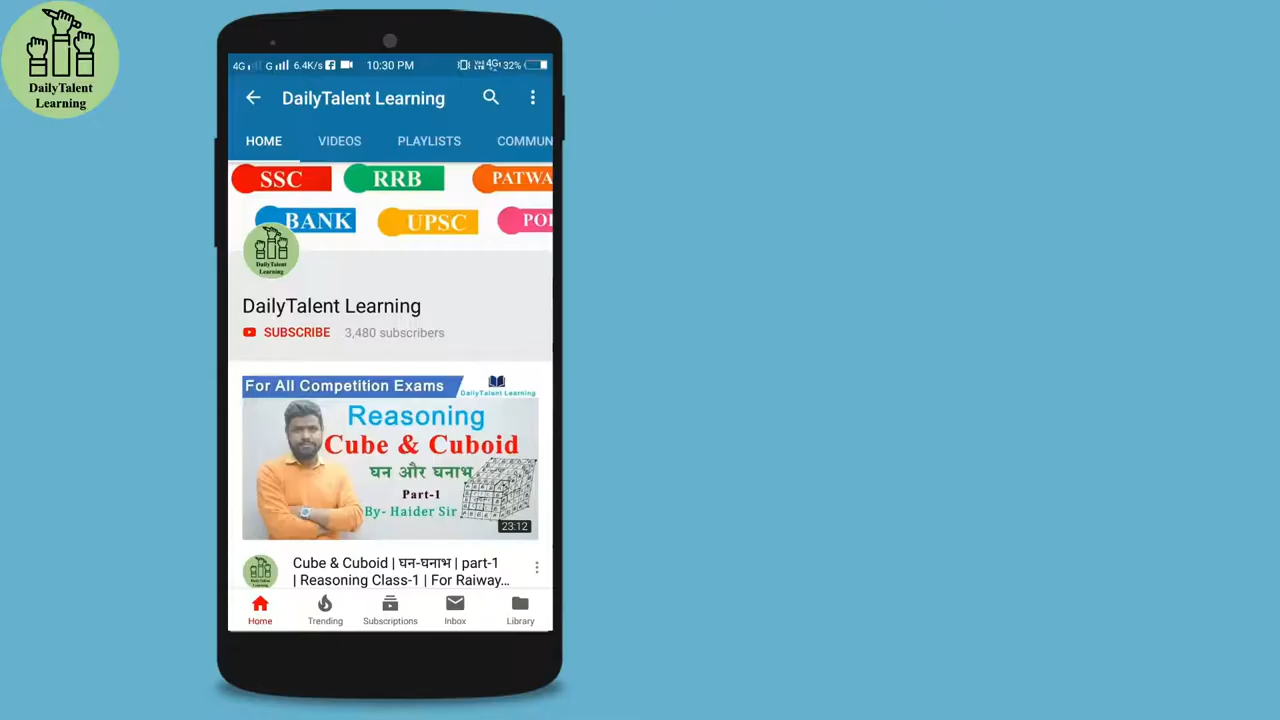 DailyTalent
Learning
4G G 6.4K/s 10:30 PM 4G 32%
DailyTalent Learning
HOME VIDEOS PLAYLISTS COMMUN
SSC RRB PATWA
BANK UPSC POI
DailyTalent
Learning
DailyTalent Learning
SUBSCRIBE 3,480 subscribers
For All Competition Exams
DailyTalent Learning
Reasoning
Cube & Cuboid
घन और घनाभ
Part-1
By- Haider Sir
23:12
Cube & Cuboid | घन-घनाभ | part-1
| Reasoning Class-1 | For Raiway...
Home Trending Subscriptions Inbox Library